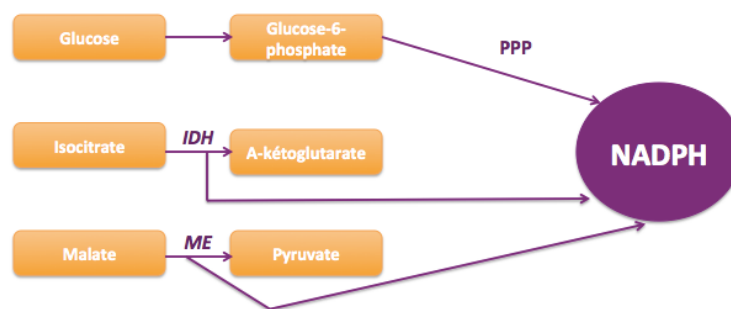 Glucose
Glucose-6-
phosphate
PPP
Isocitrate
IDH
A-kétoglutarate
NADPH
Malate
ME
Pyruvate